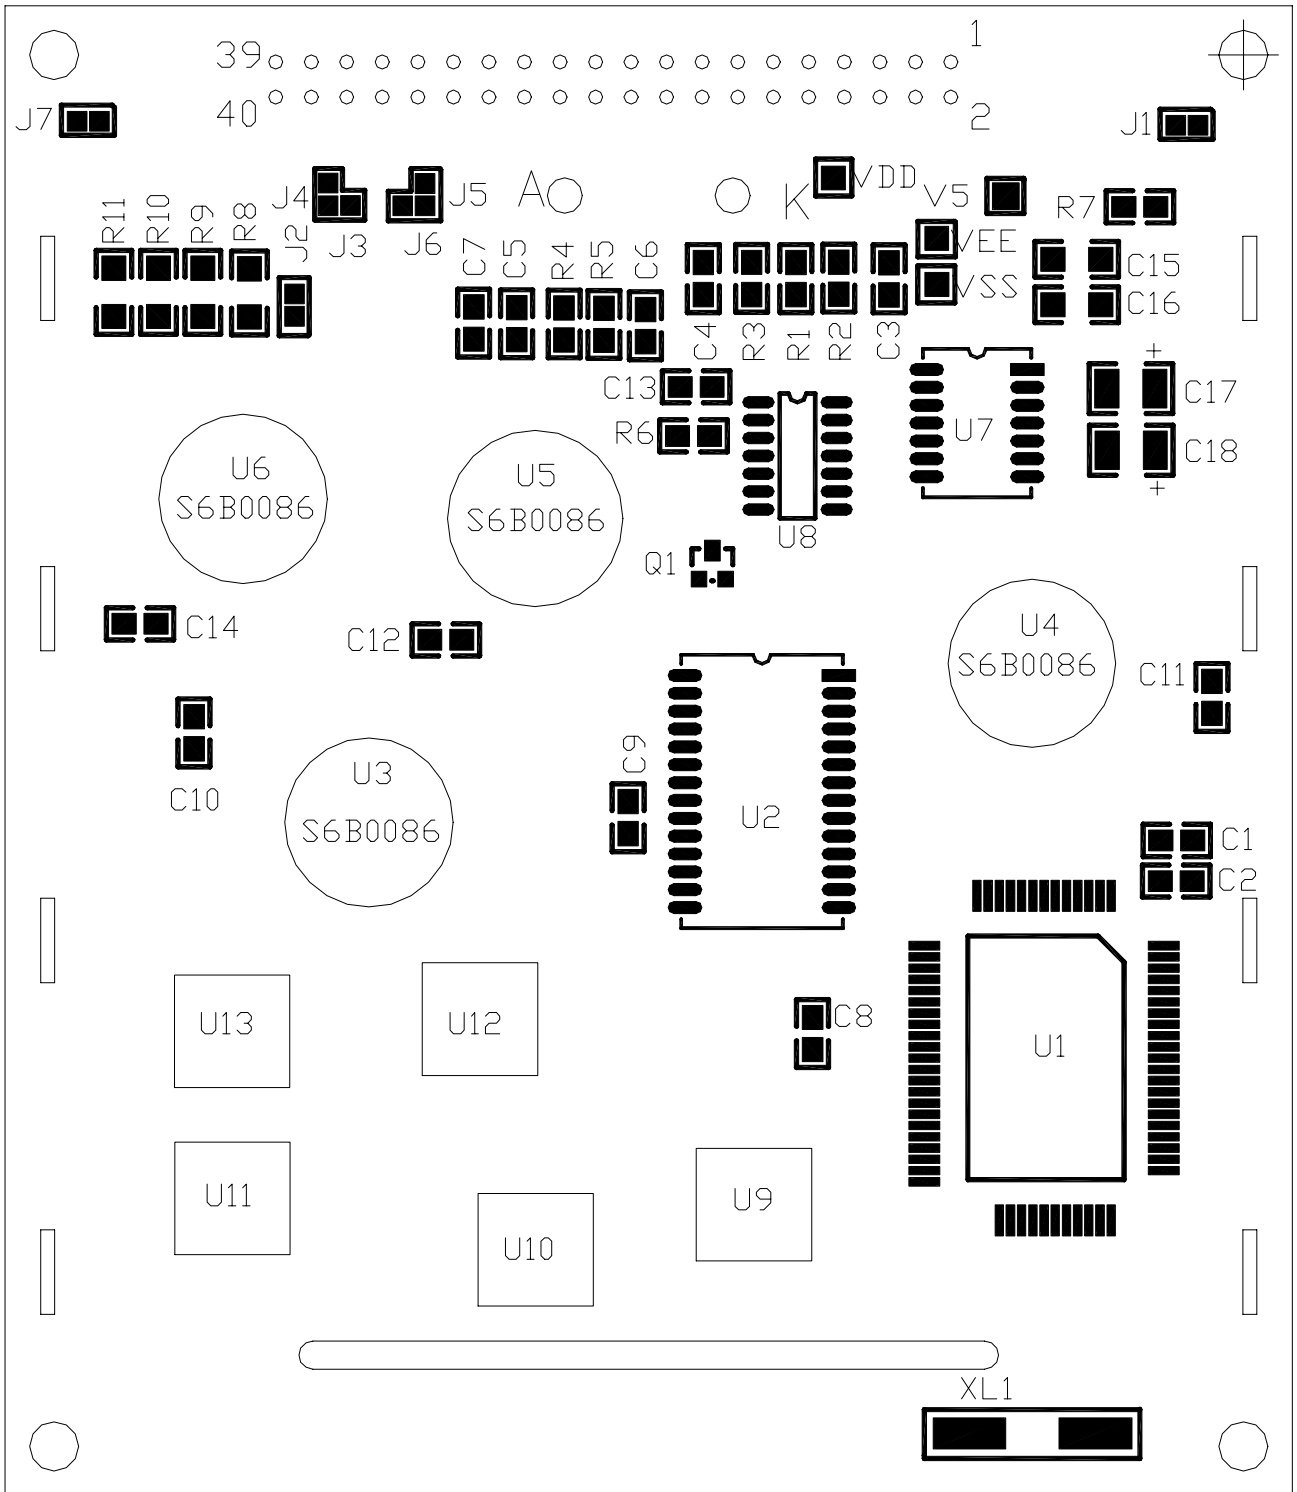 39
1
40
2
J7
J1
J4
J3
J5
J6
A
K
VDD
V5
R7
VEE
VSS
C15
C16
R11
R10
R9
R8
J2
C7
C5
R4
R5
C6
C4
R3
R1
R2
C3
+
C17
C13
R6
U7
C18
+
U6
S6B0086
U5
S6B0086
U8
Q1
C14
C12
U4
S6B0086
C11
C10
U3
S6B0086
C9
U2
C1
C2
U13
U12
C8
U1
U11
U10
U9
XL1